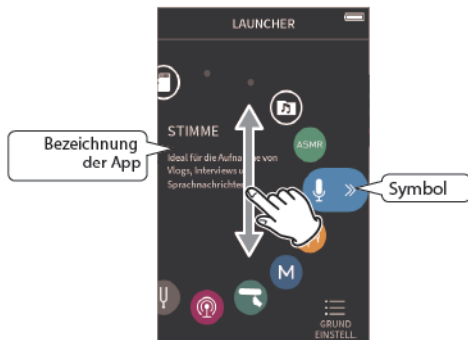 LAUNCHER
STIMME
Bezeichnung
der App
Ideal für die Aufnahme von
Vlogs, Interviews u
Sprachnachrichten
ASMR
Symbol
M
GRUND
EINSTELL.